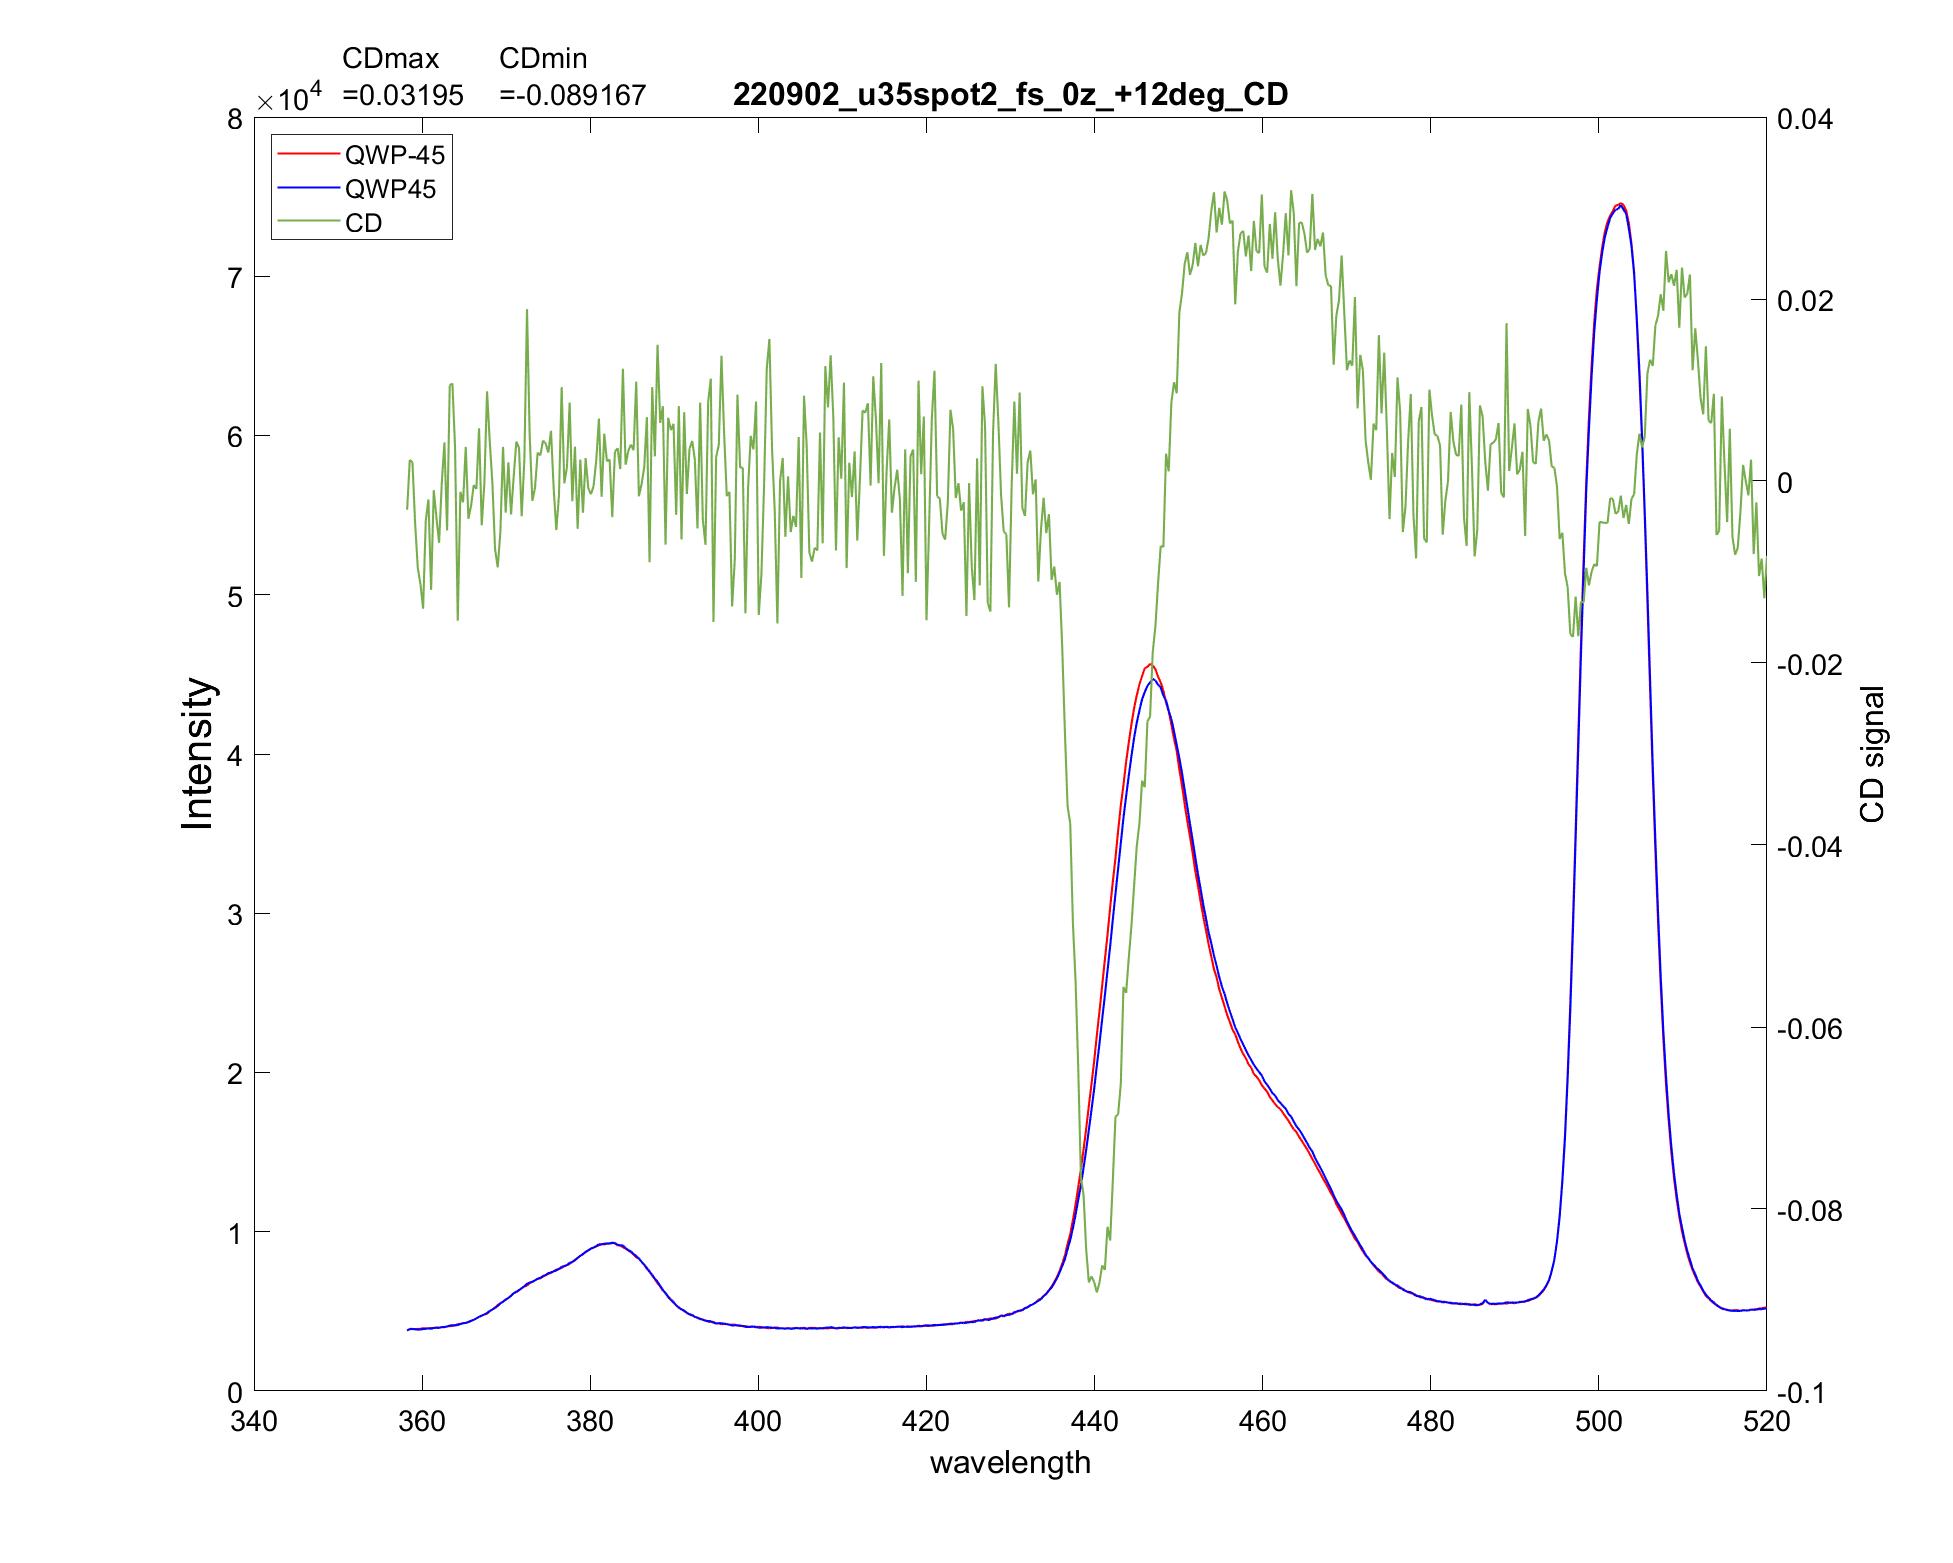 CDmax CDmin
×10⁴ =0.03195 =-0.089167 220902_u35spot2_fs_0z_+12deg_CD
8 0.04
QWP-45
QWP45
CD
7
0.02
6
0
5
-0.02
Intensity
CD signal
4
-0.04
3
-0.06
2
-0.08
1
0 -0.1
340 360 380 400 420 440 460 480 500 520
wavelength